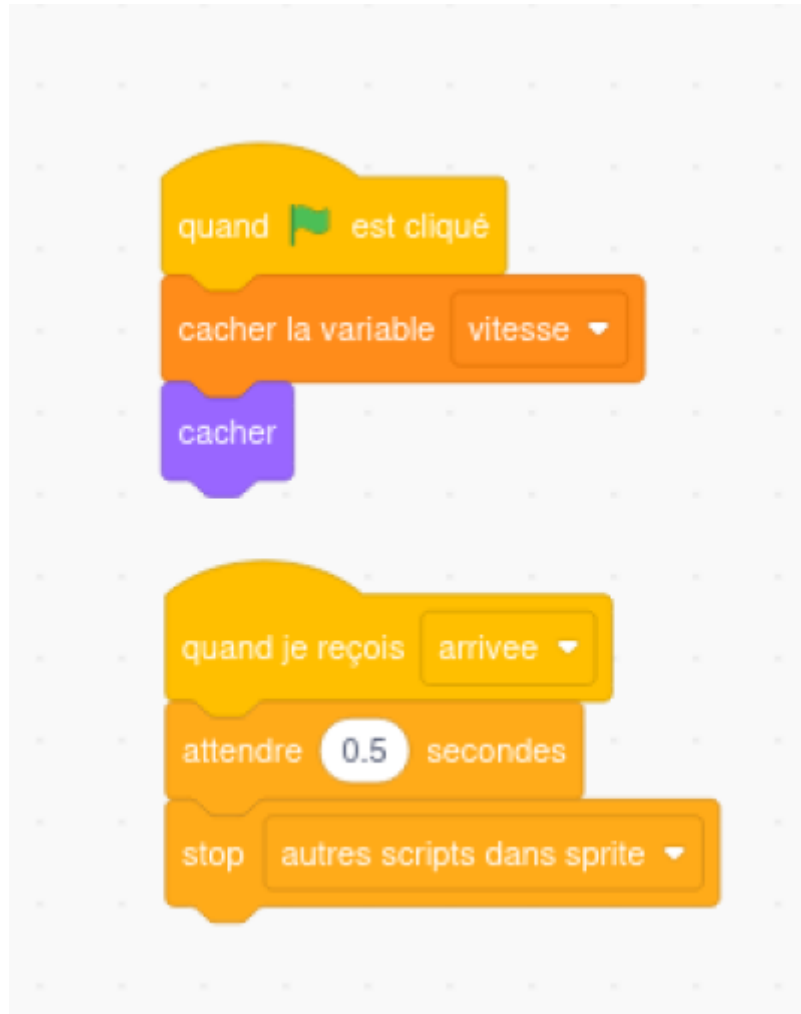 quand est cliqué
cacher la variable vitesse
cacher
quand je reçois arrivee
attendre 0.5 secondes
stop autres scripts dans sprite